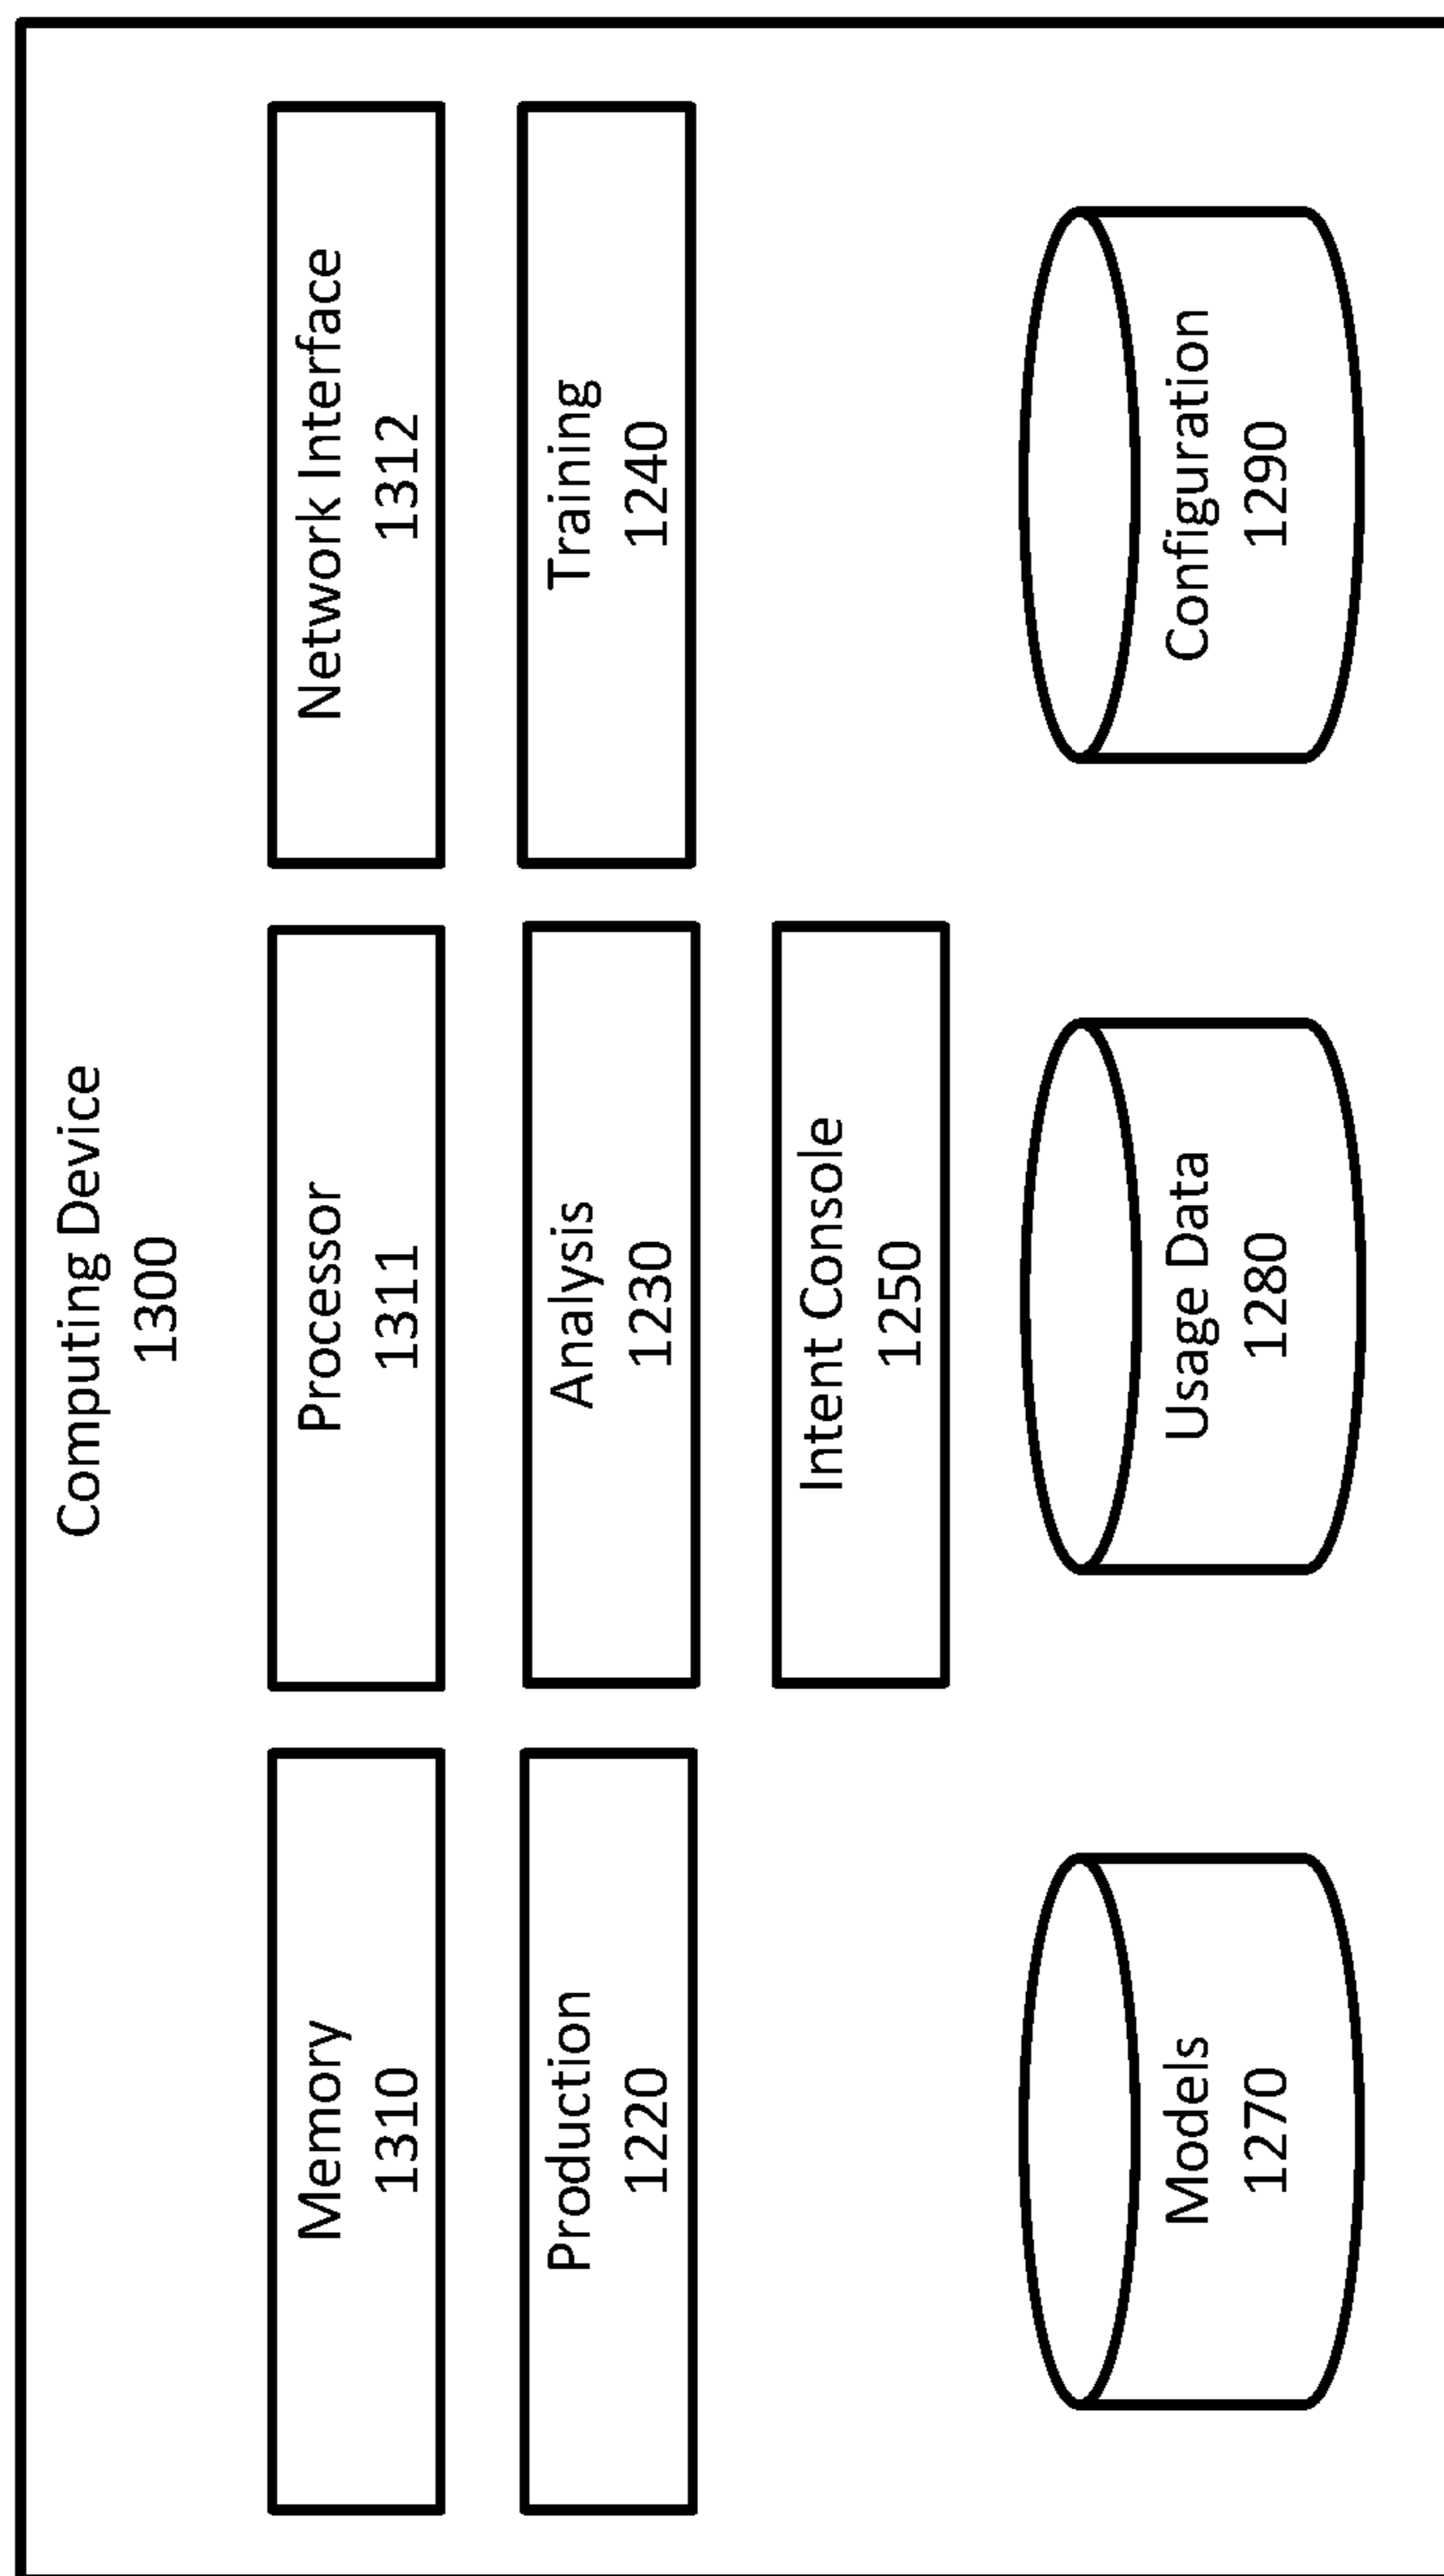 Computing Device
1300
Memory
1310
Processor
1311
Network Interface
1312
Production
1220
Analysis
1230
Training
1240
Intent Console
1250
Models
1270
Usage Data
1280
Configuration
1290